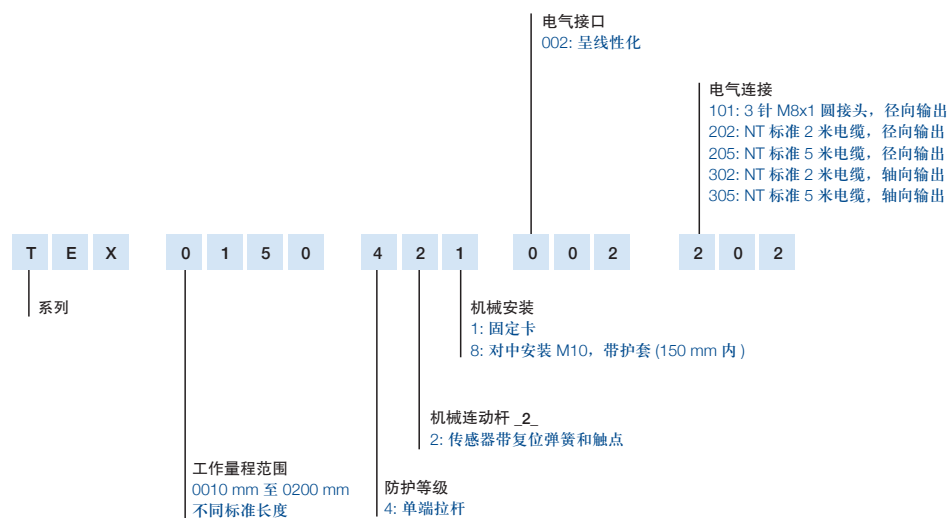 电气接口
002: 呈线性化
电气连接
101: 3 针 M8x1 圆接头，径向输出
202: NT 标准 2 米电缆，径向输出
205: NT 标准 5 米电缆，径向输出
302: NT 标准 2 米电缆，轴向输出
305: NT 标准 5 米电缆，轴向输出
T E X 0 1 5 0 4 2 1 0 0 2 2 0 2
系列
机械安装
1: 固定卡
8: 对中安装 M10，带护套 (150 mm 内 )
机械连动杆 _2_
2: 传感器带复位弹簧和触点
工作量程范围
0010 mm 至 0200 mm
不同标准长度
防护等级
4: 单端拉杆